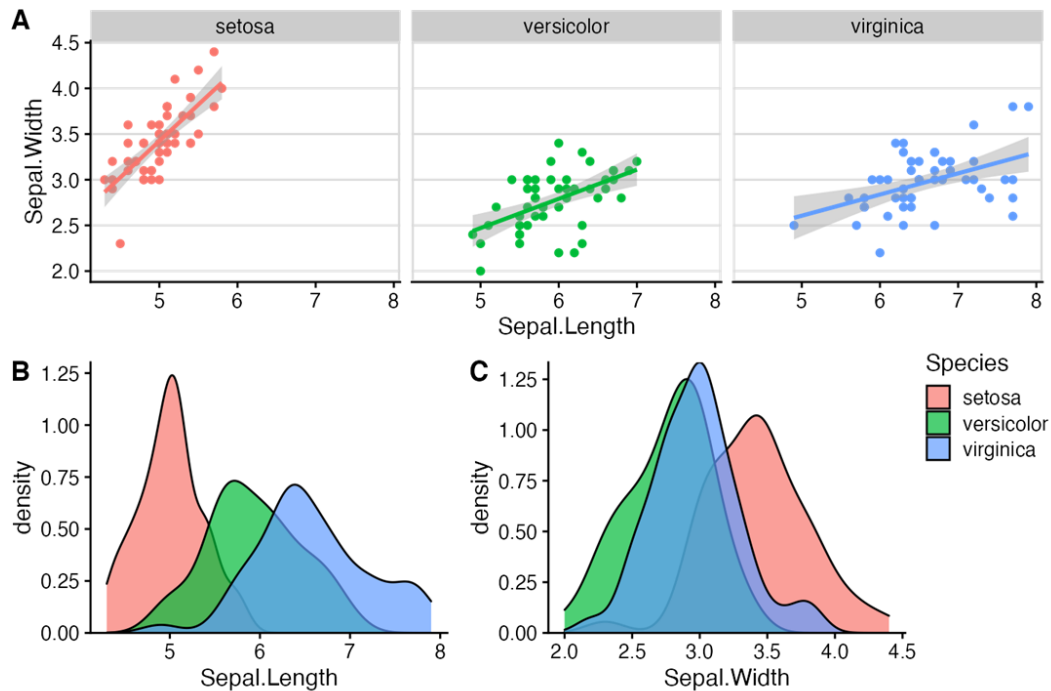 A
setosa
versicolor
virginica
Sepal.Width
4.5
4.0
3.5
3.0
2.5
2.0
5 6 7 8
5 6 7 8
5 6 7 8
Sepal.Length
B
density
1.25
1.00
0.75
0.50
0.25
0.00
5 6 7 8
Sepal.Length
C
density
1.25
1.00
0.75
0.50
0.25
0.00
2.0 2.5 3.0 3.5 4.0 4.5
Sepal.Width
Species
setosa
versicolor
virginica